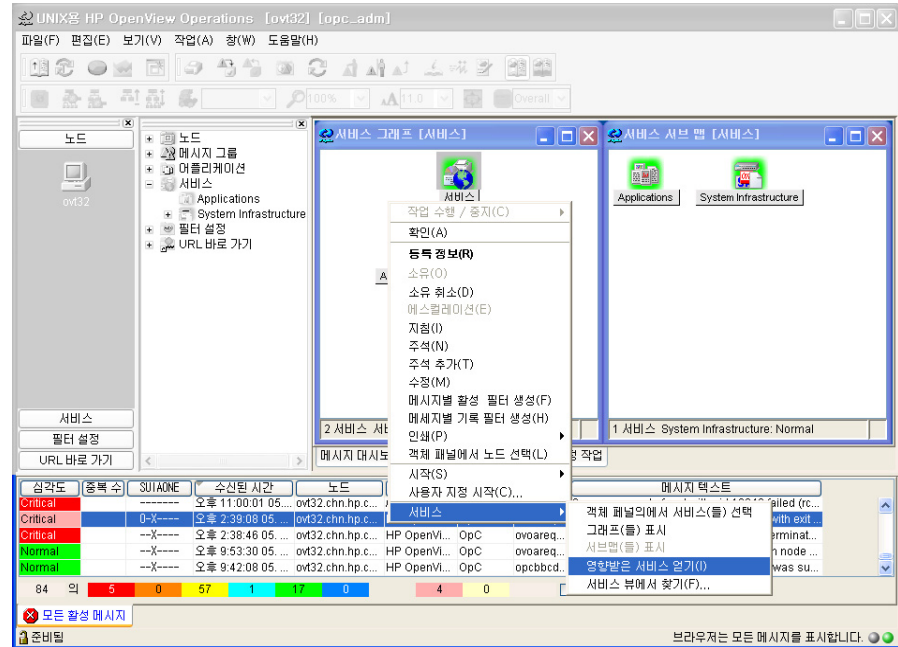 UNIX용 HP OpenView Operations [ovt32] [opc_adm]
파일(F) 편집(E) 보기(V) 작업(A) 창(W) 도움말(H)
100% 11.0 Overall
노드
ovt32
서비스
필터 설정
URL 바로 가기
노드
메시지 그룹
어플리케이션
서비스
Applications
System Infrastructure
필터 설정
URL 바로 가기
서비스 그래프 [서비스]
서비스
A
2 서비스
서비스 서브 맵 [서비스]
Applications System Infrastructure
1 서비스 System Infrastructure: Normal
작업 수행 / 중지(C)
확인(A)
등록 정보(R)
소유(O)
소유 취소(D)
에스컬레이션(E)
지침(I)
주석(N)
주석 추가(T)
수정(M)
메시지별 활성 필터 생성(F)
메세지별 기록 필터 생성(H)
인쇄(P)
객체 패널에서 노드 선택(L)
시작(S)
사용자 지정 시작(C)...
서비스
객체 패널의에서 서비스(들) 선택
그래프(들) 표시
서브맵(들) 표시
영향받은 서비스 얻기(I)
서비스 뷰에서 찾기(F)...
메시지 대시보 작업
심각도 중복 수 SUIAONE 수신된 시간 노드 메시지 텍스트
Critical ------- 오후 11:00:01 05.... ovt32.chn.hp.c... failed (rc...
Critical 0-X---- 오후 2:39:08 05. ... ovt32.chn.hp.c... with exit ...
Critical --X---- 오후 2:38:46 05. ... ovt32.chn.hp.c... HP OpenVi... OpC ovoareq... erminat...
Normal --X---- 오후 9:53:30 05. ... ovt32.chn.hp.c... HP OpenVi... OpC ovoareq... node ...
Normal --X---- 오후 9:42:08 05. ... ovt32.chn.hp.c... HP OpenVi... OpC opcbbcd... was su...
84 의 5 0 57 1 17 0 4 0
모든 활성 메시지
준비됨 브라우저는 모든 메시지를 표시합니다.